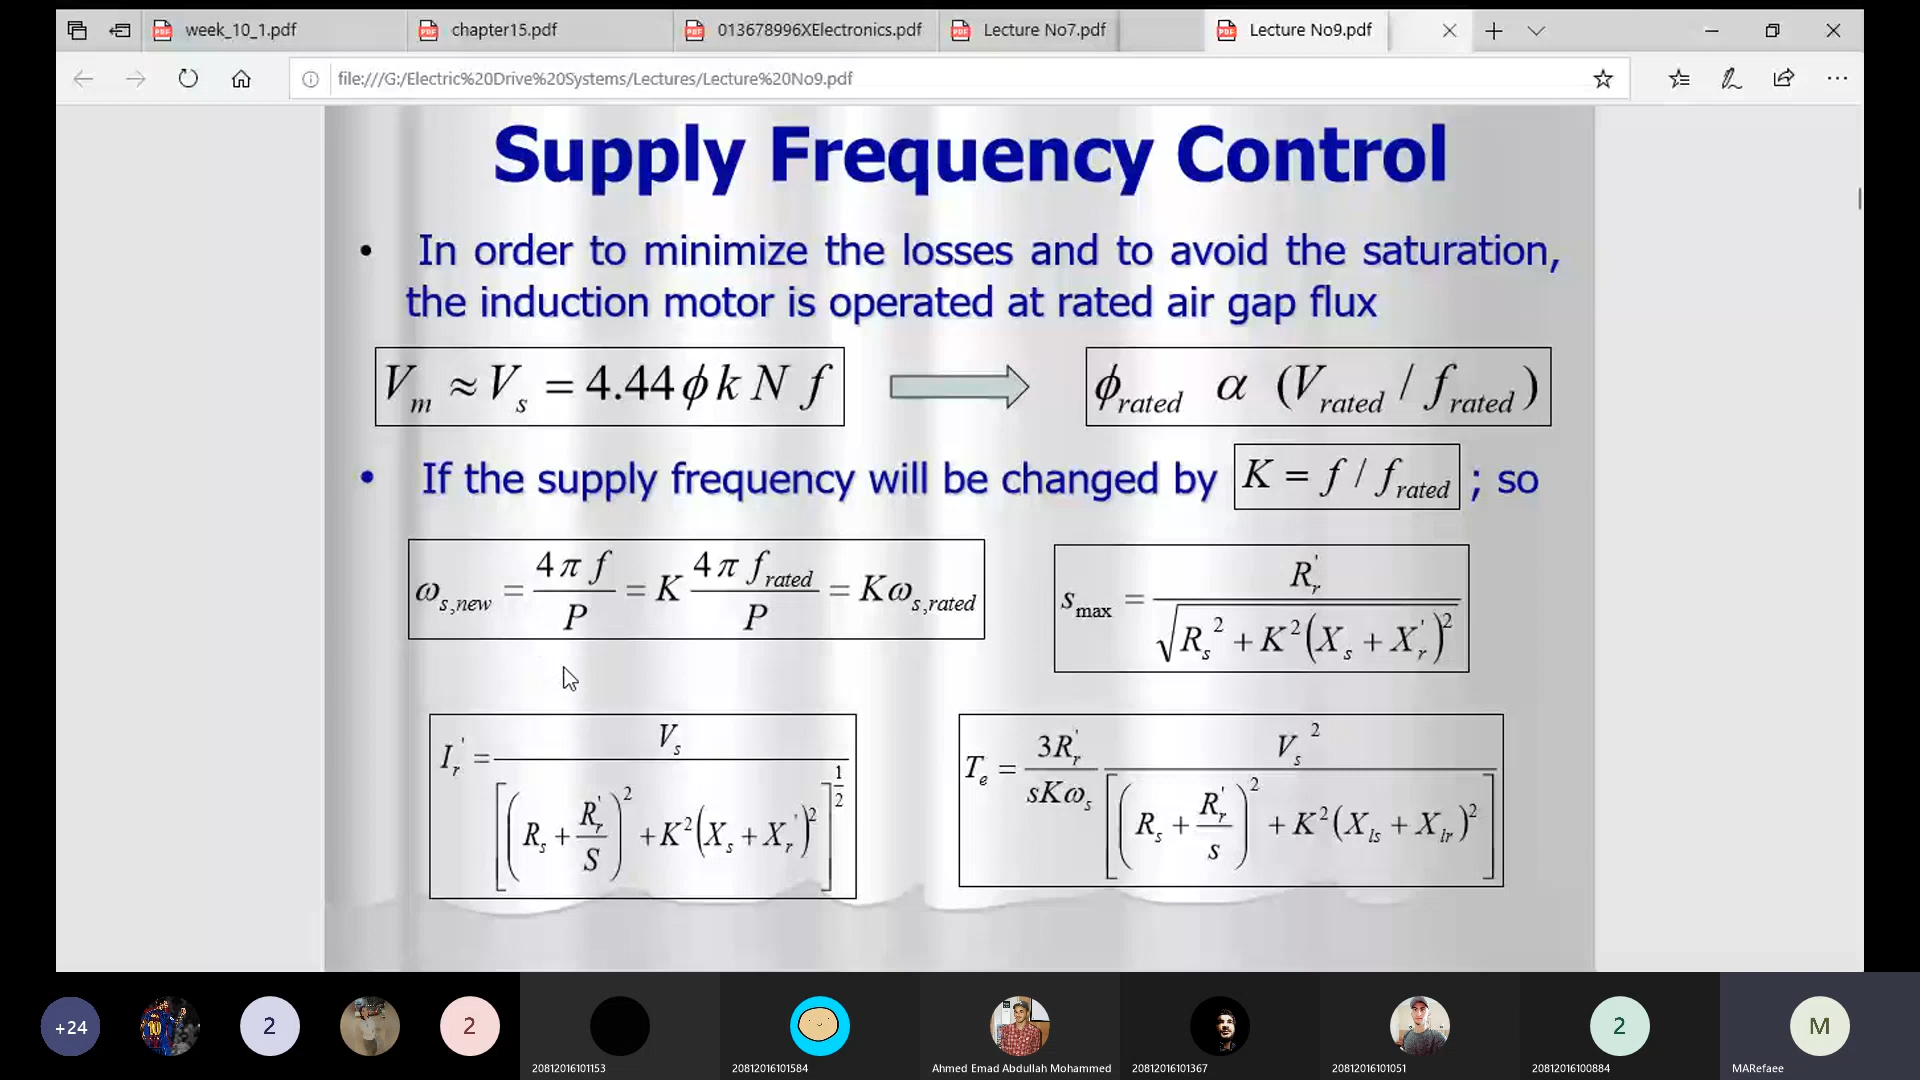 week_10_1.pdf chapter15.pdf 013678996XElectronics.pdf Lecture No7.pdf Lecture No9.pdf
file:///G:/Electric%20Drive%20Systems/Lectures/Lecture%20No9.pdf
Supply Frequency Control
• In order to minimize the losses and to avoid the saturation,
the induction motor is operated at rated air gap flux
V_m ≈ V_s = 4.44 ϕ k N f
ϕ_rated α (V_rated / f_rated)
• If the supply frequency will be changed by K = f / f_rated ; so
ω_s,new = 4π f / P = K 4π f_rated / P = Kω_s,rated
s_max = R_r' / √(R_s² + K²(X_s + X_r')²)
I_r' = V_s / [(R_s + R_r'/S)² + K²(X_s + X_r')²]^(1/2)
T_e = 3R_r' / sKω_s · V_s² / [(R_s + R_r'/s)² + K²(X_ls + X_lr)²]
+24 10 2 2 2 M
20812016101153 20812016101584 Ahmed Emad Abdullah Mohammed 20812016101367 20812016101051 20812016100884 MARefaee